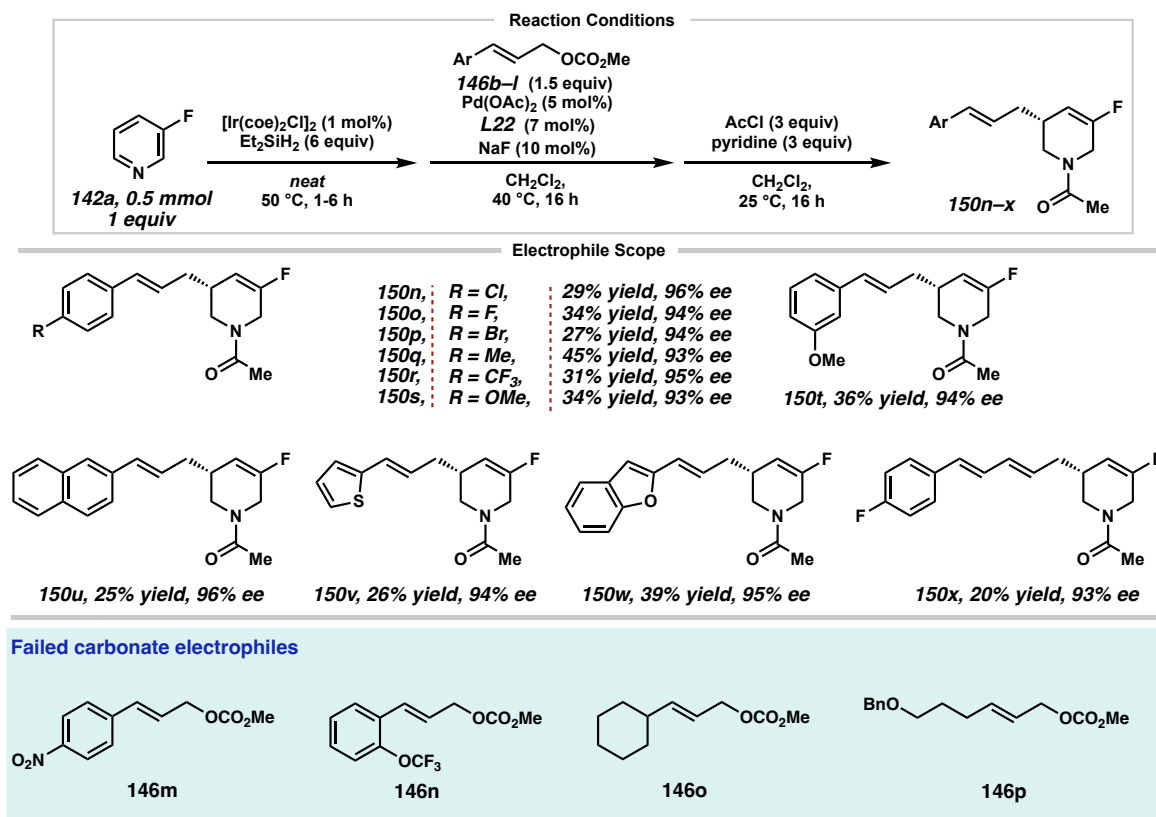 Reaction Conditions
F
N
142a, 0.5 mmol
1 equiv
[Ir(coe)2Cl]2 (1 mol%)
Et2SiH2 (6 equiv)
neat
50 °C, 1-6 h
Ar
OCO2Me
146b–l (1.5 equiv)
Pd(OAc)2 (5 mol%)
L22 (7 mol%)
NaF (10 mol%)
CH2Cl2,
40 °C, 16 h
AcCl (3 equiv)
pyridine (3 equiv)
CH2Cl2,
25 °C, 16 h
Ar
F
N
O
Me
150n–x
Electrophile Scope
R
F
N
O
Me
150n, R = Cl, 29% yield, 96% ee
150o, R = F, 34% yield, 94% ee
150p, R = Br, 27% yield, 94% ee
150q, R = Me, 45% yield, 93% ee
150r, R = CF3, 31% yield, 95% ee
150s, R = OMe, 34% yield, 93% ee
OMe
F
N
O
Me
150t, 36% yield, 94% ee
F
N
O
Me
150u, 25% yield, 96% ee
S
F
N
O
Me
150v, 26% yield, 94% ee
O
F
N
O
Me
150w, 39% yield, 95% ee
F
F
N
O
Me
150x, 20% yield, 93% ee
Failed carbonate electrophiles
O2N
OCO2Me
146m
OCF3
OCO2Me
146n
OCO2Me
146o
BnO
OCO2Me
146p